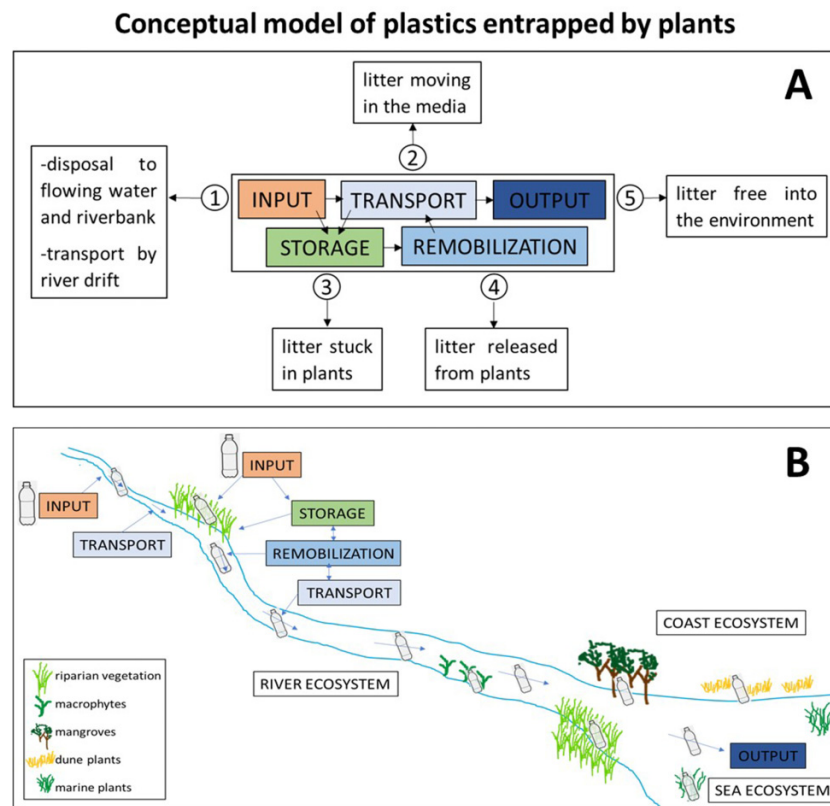 Conceptual model of plastics entrapped by plants
A
litter moving
in the media
2
-disposal to
flowing water
and riverbank
-transport by
river drift
1
INPUT
TRANSPORT
OUTPUT
5
litter free into
the environment
STORAGE
REMOBILIZATION
3
4
litter stuck
in plants
litter released
from plants
B
INPUT
INPUT
STORAGE
TRANSPORT
REMOBILIZATION
TRANSPORT
COAST ECOSYSTEM
RIVER ECOSYSTEM
riparian vegetation
macrophytes
mangroves
dune plants
marine plants
OUTPUT
SEA ECOSYSTEM